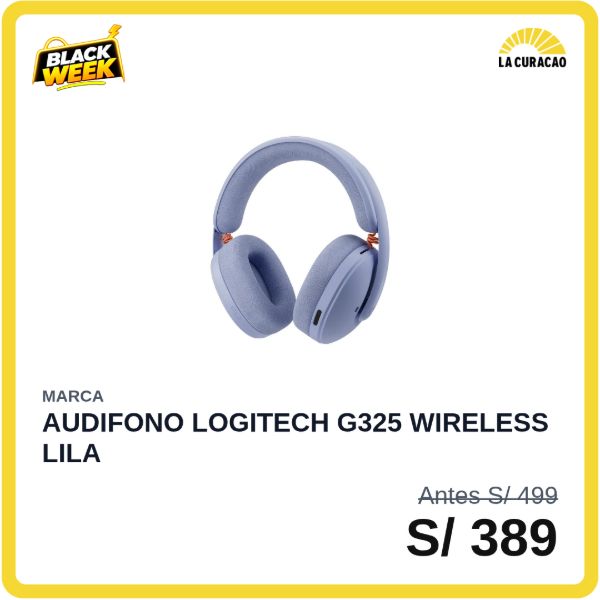 BLACK
WEEK
LA CURACAO
MARCA
AUDIFONO LOGITECH G325 WIRELESS
LILA
Antes S/ 499
S/ 389